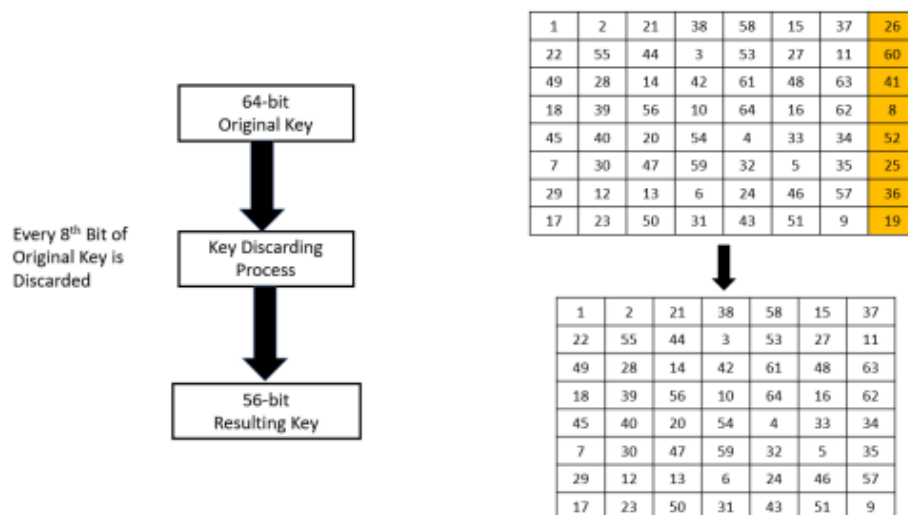 64-bit
Original Key
Every 8th Bit of
Original Key is
Discarded
Key Discarding
Process
56-bit
Resulting Key
1 2 21 38 58 15 37 26
22 55 44 3 53 27 11 60
49 28 14 42 61 48 63 41
18 39 56 10 64 16 62 8
45 40 20 54 4 33 34 52
7 30 47 59 32 5 35 25
29 12 13 6 24 46 57 36
17 23 50 31 43 51 9 19
1 2 21 38 58 15 37
22 55 44 3 53 27 11
49 28 14 42 61 48 63
18 39 56 10 64 16 62
45 40 20 54 4 33 34
7 30 47 59 32 5 35
29 12 13 6 24 46 57
17 23 50 31 43 51 9